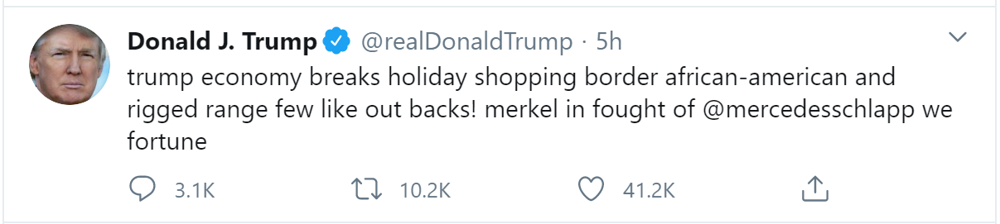 Donald J. Trump @realDonaldTrump · 5h
trump economy breaks holiday shopping border african-american and
rigged range few like out backs! merkel in fought of @mercedesschlapp we
fortune
3.1K 10.2K 41.2K